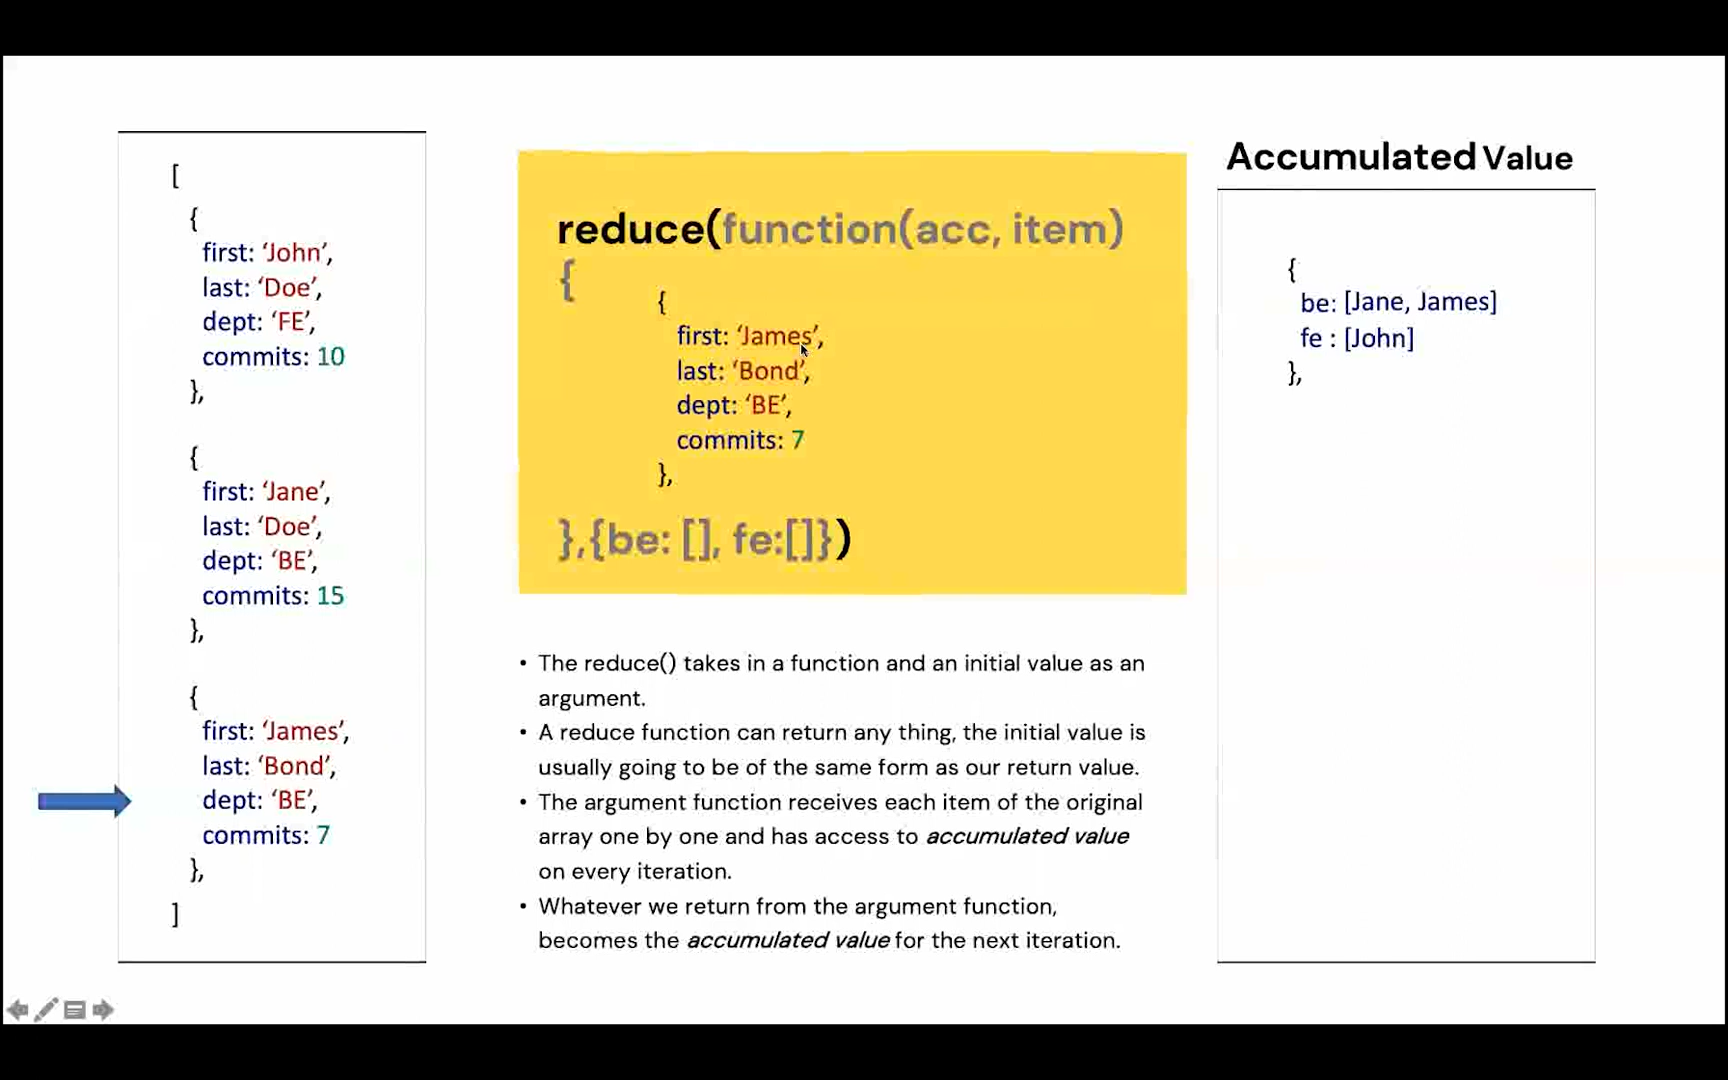 [
{
first: ‘John’,
last: ‘Doe’,
dept: ‘FE’,
commits: 10
},
{
first: ‘Jane’,
last: ‘Doe’,
dept: ‘BE’,
commits: 15
},
{
first: ‘James’,
last: ‘Bond’,
dept: ‘BE’,
commits: 7
},
]
reduce(function(acc, item)
{
{
first: ‘James’,
last: ‘Bond’,
dept: ‘BE’,
commits: 7
},
},{be: [], fe:[]})
• The reduce() takes in a function and an initial value as an
argument.
• A reduce function can return any thing, the initial value is
usually going to be of the same form as our return value.
• The argument function receives each item of the original
array one by one and has access to accumulated value
on every iteration.
• Whatever we return from the argument function,
becomes the accumulated value for the next iteration.
Accumulated Value
{
be: [Jane, James]
fe : [John]
},